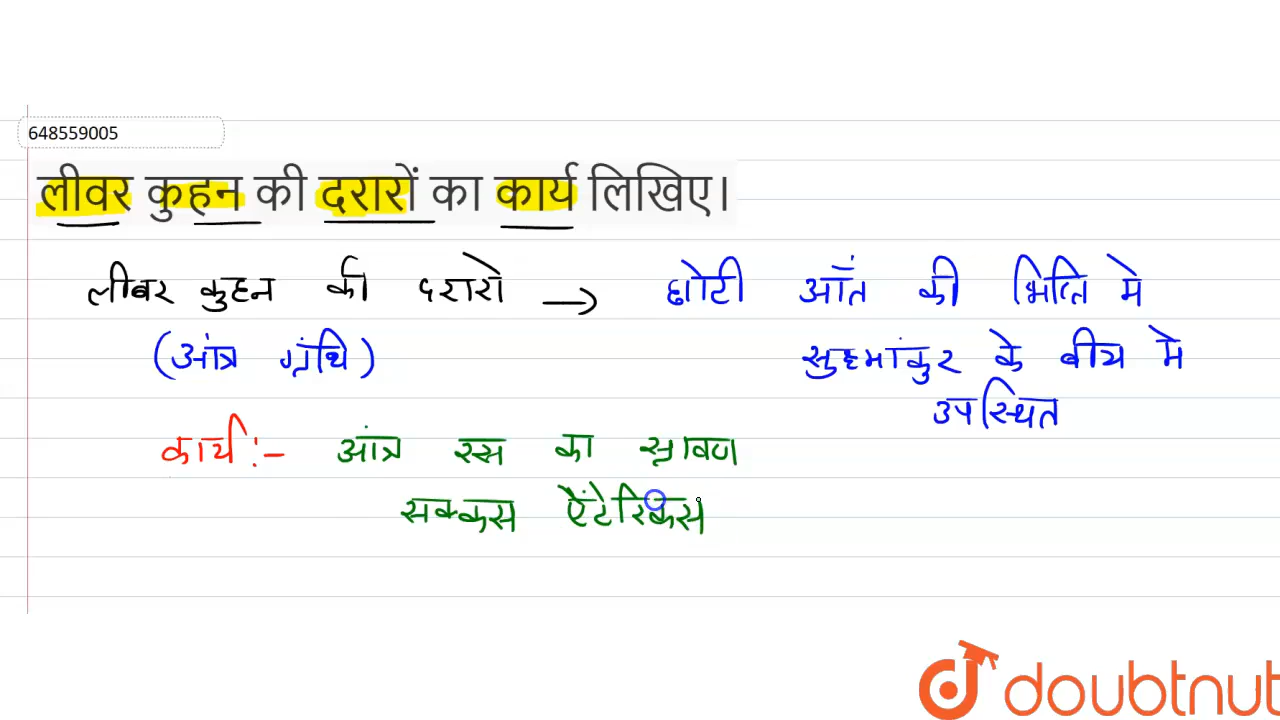 648559005
लीवर कुहन की दरारों का कार्य लिखिए।
लीबर कुहन की दरारो → छोटी आँत की भित्ति मे
(आंत्र ग्रंथि) सुक्ष्मांकुर के बीच मे
उपस्थित
कार्य:- आंत्र रस का स्रावण
सक्कस ऐंटेरिकस
doubtnut